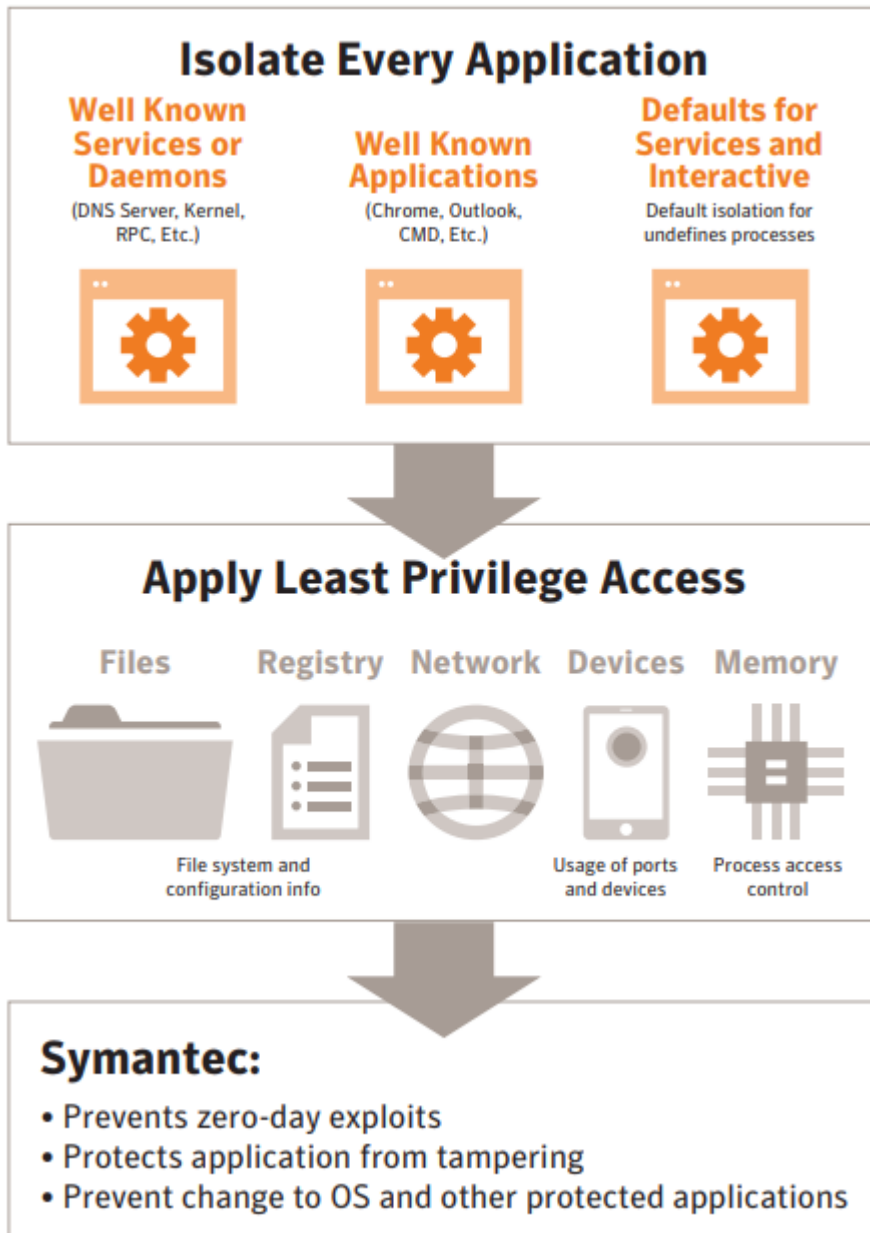 Isolate Every Application
Well Known
Services or
Daemons
(DNS Server, Kernel,
RPC, Etc.)
Well Known
Applications
(Chrome, Outlook,
CMD, Etc.)
Defaults for
Services and
Interactive
Default isolation for
undefines processes
Apply Least Privilege Access
Files
Registry
Network
Devices
Memory
File system and
configuration info
Usage of ports
and devices
Process access
control
Symantec:
• Prevents zero-day exploits
• Protects application from tampering
• Prevent change to OS and other protected applications